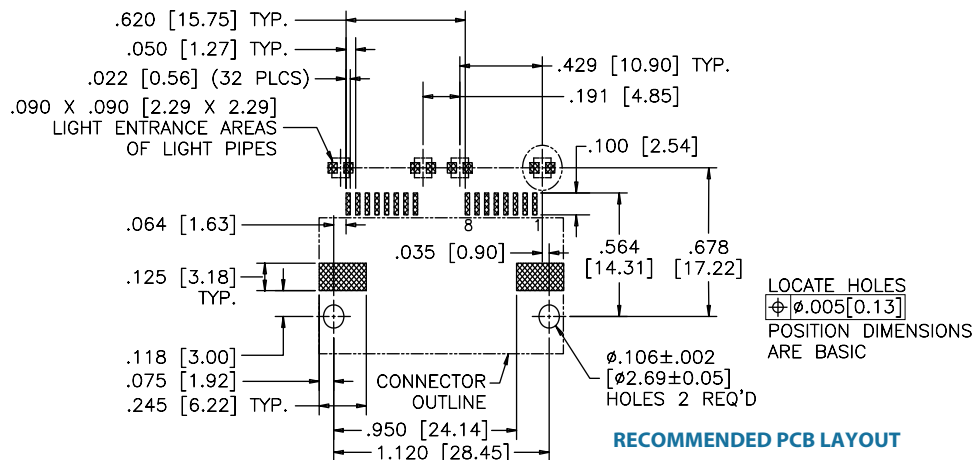 .620 [15.75] TYP.
.050 [1.27] TYP.
.022 [0.56] (32 PLCS)
.090 X .090 [2.29 X 2.29]
LIGHT ENTRANCE AREAS
OF LIGHT PIPES
.429 [10.90] TYP.
.191 [4.85]
.100 [2.54]
8
1
.064 [1.63]
.035 [0.90]
.564
[14.31]
.678
[17.22]
.125 [3.18]
TYP.
LOCATE HOLES
⌖ ø.005[0.13]
POSITION DIMENSIONS
ARE BASIC
.118 [3.00]
.075 [1.92]
.245 [6.22] TYP.
CONNECTOR
OUTLINE
ø.106±.002
[ø2.69±0.05]
HOLES 2 REQ'D
.950 [24.14]
1.120 [28.45]
RECOMMENDED PCB LAYOUT